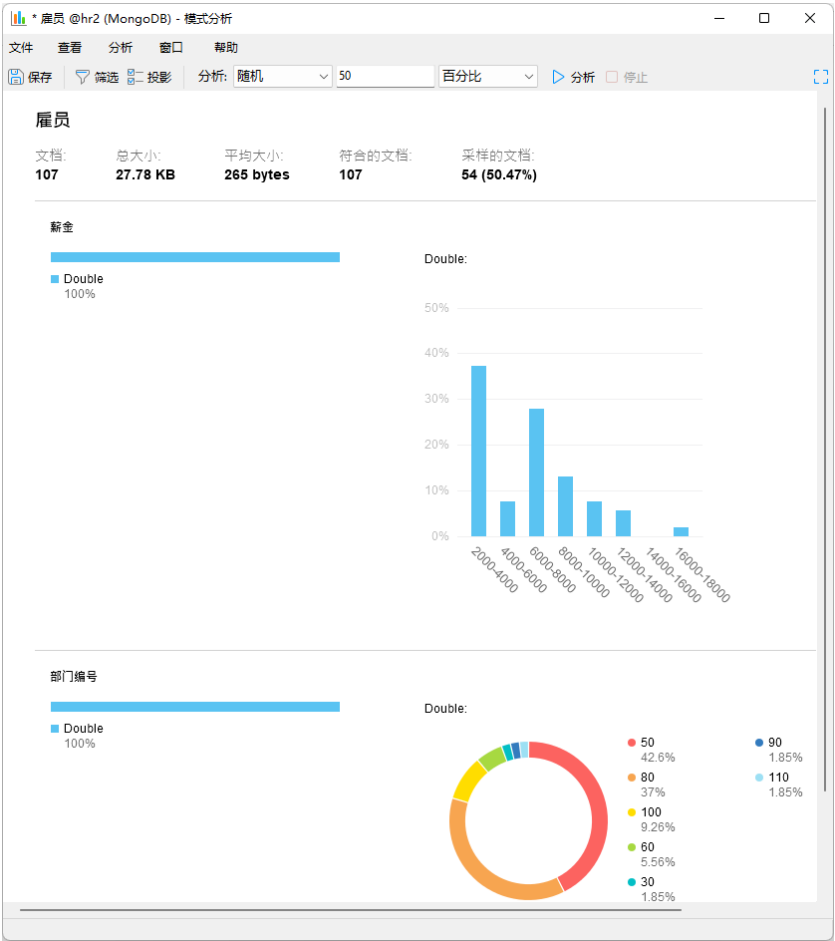 * 雇员 @hr2 (MongoDB) - 模式分析
文件 查看 分析 窗口 帮助
保存 筛选 投影 分析: 随机 50 百分比 分析 停止
雇员
文档: 总大小: 平均大小: 符合的文档: 采样的文档:
107 27.78 KB 265 bytes 107 54 (50.47%)
薪金
Double
100%
Double:
50%
40%
30%
20%
10%
0%
2000-4000
4000-6000
6000-8000
8000-10000
10000-12000
12000-14000
14000-16000
16000-18000
部门编号
Double
100%
Double:
50
42.6%
80
37%
100
9.26%
60
5.56%
30
1.85%
90
1.85%
110
1.85%